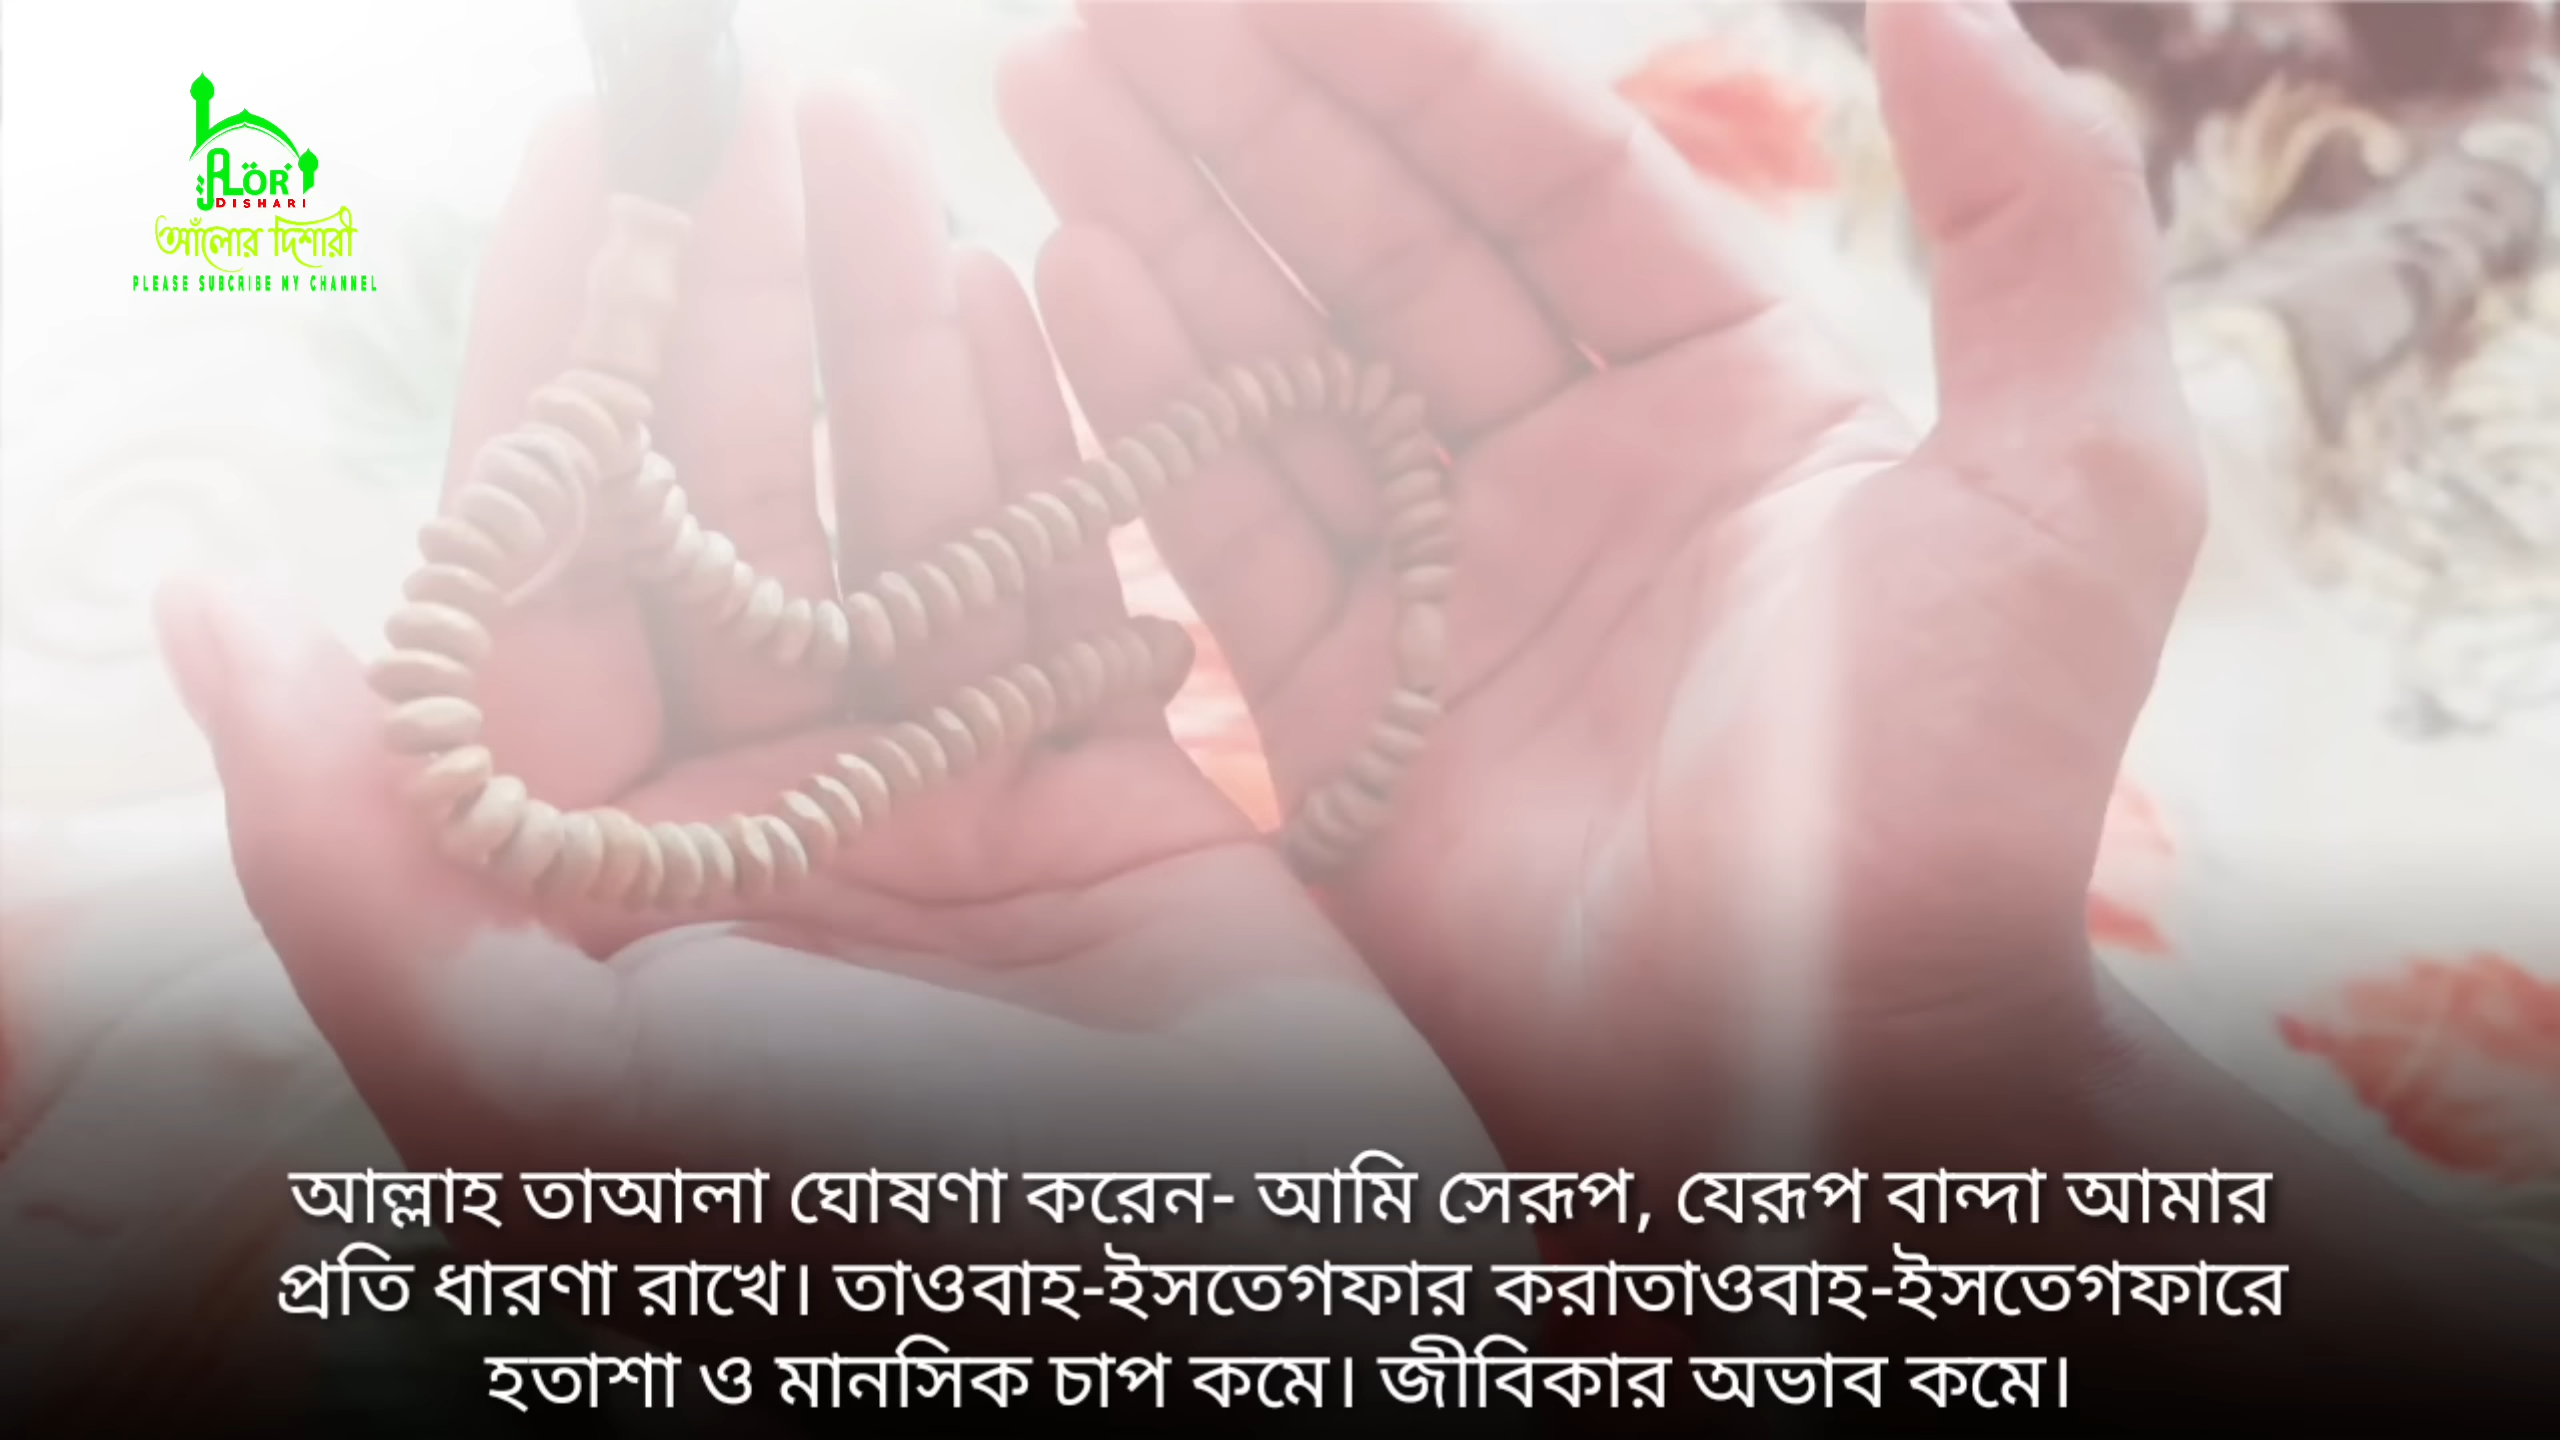 ALOR
DISHARI
আঁলোর দিশারী
PLEASE SUBCRIBE MY CHANNEL
আল্লাহ তাআলা ঘোষণা করেন- আমি সেরূপ, যেরূপ বান্দা আমার
প্রতি ধারণা রাখে। তাওবাহ-ইসতেগফার করাতাওবাহ-ইসতেগফারে
হতাশা ও মানসিক চাপ কমে। জীবিকার অভাব কমে।